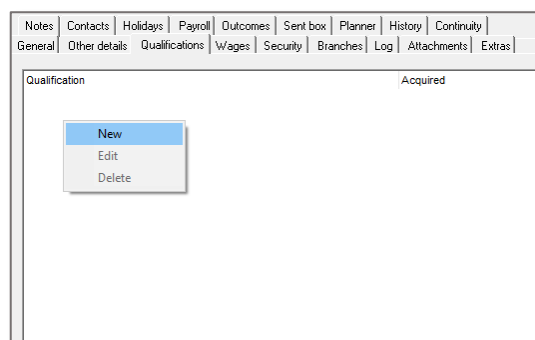 Notes Contacts Holidays Payroll Outcomes Sent box Planner History Continuity
General Other details Qualifications Wages Security Branches Log Attachments Extras
Qualification Acquired
New
Edit
Delete